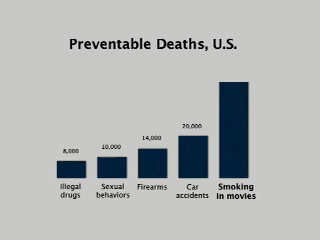 Preventable Deaths, U.S.
8,000
10,000
14,000
20,000
Illegal
drugs
Sexual
behaviors
Firearms
Car
accidents
Smoking
in movies